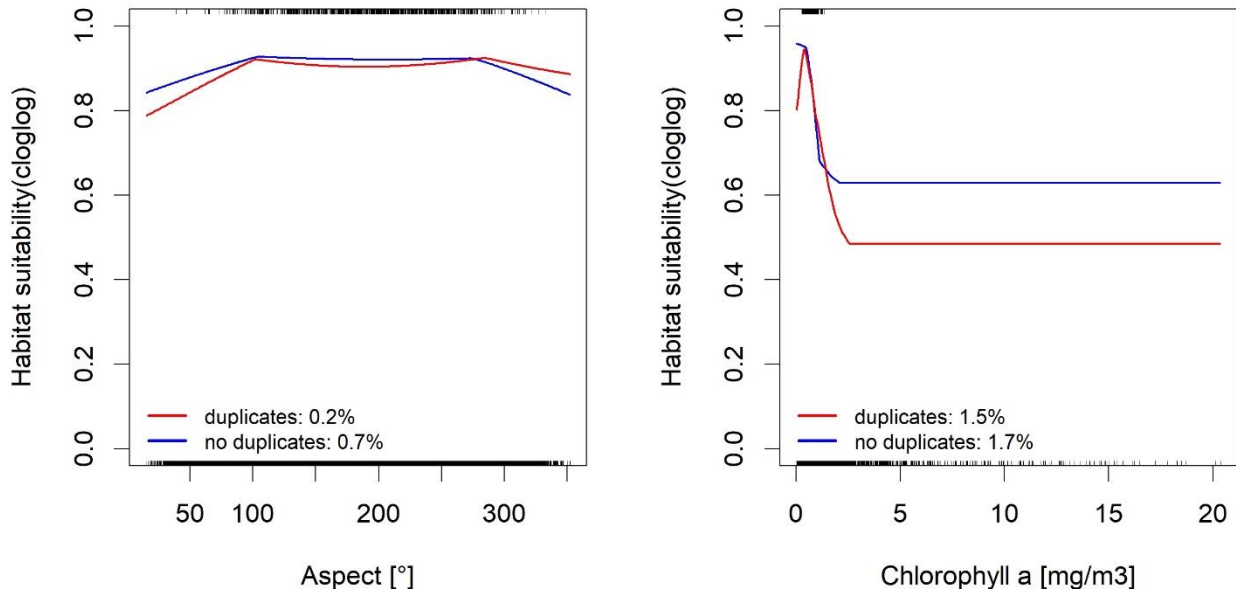 Habitat suitability(cloglog)
1.0
0.8
0.6
0.4
0.2
0.0
duplicates: 0.2%
no duplicates: 0.7%
50 100 200 300
Aspect [°]
Habitat suitability(cloglog)
1.0
0.8
0.6
0.4
0.2
0.0
duplicates: 1.5%
no duplicates: 1.7%
0 5 10 15 20
Chlorophyll a [mg/m3]